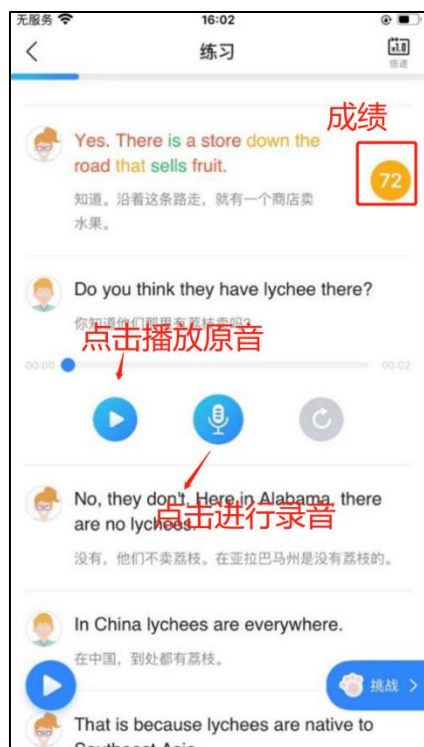 无服务 16:02
练习
x1.0
倍速
成绩
Yes. There is a store down the
road that sells fruit.
72
知道。沿着这条路走，就有一个商店卖
水果。
Do you think they have lychee there?
你知道他们那里有荔枝卖吗?
点击播放原音
00:00 00:02
No, they don't. Here in Alabama, there
are no lychees.
点击进行录音
没有，他们不卖荔枝。在亚拉巴马州是没有荔枝的。
In China lychees are everywhere.
在中国，到处都有荔枝。
挑战
That is because lychees are native to
Southeast Asia